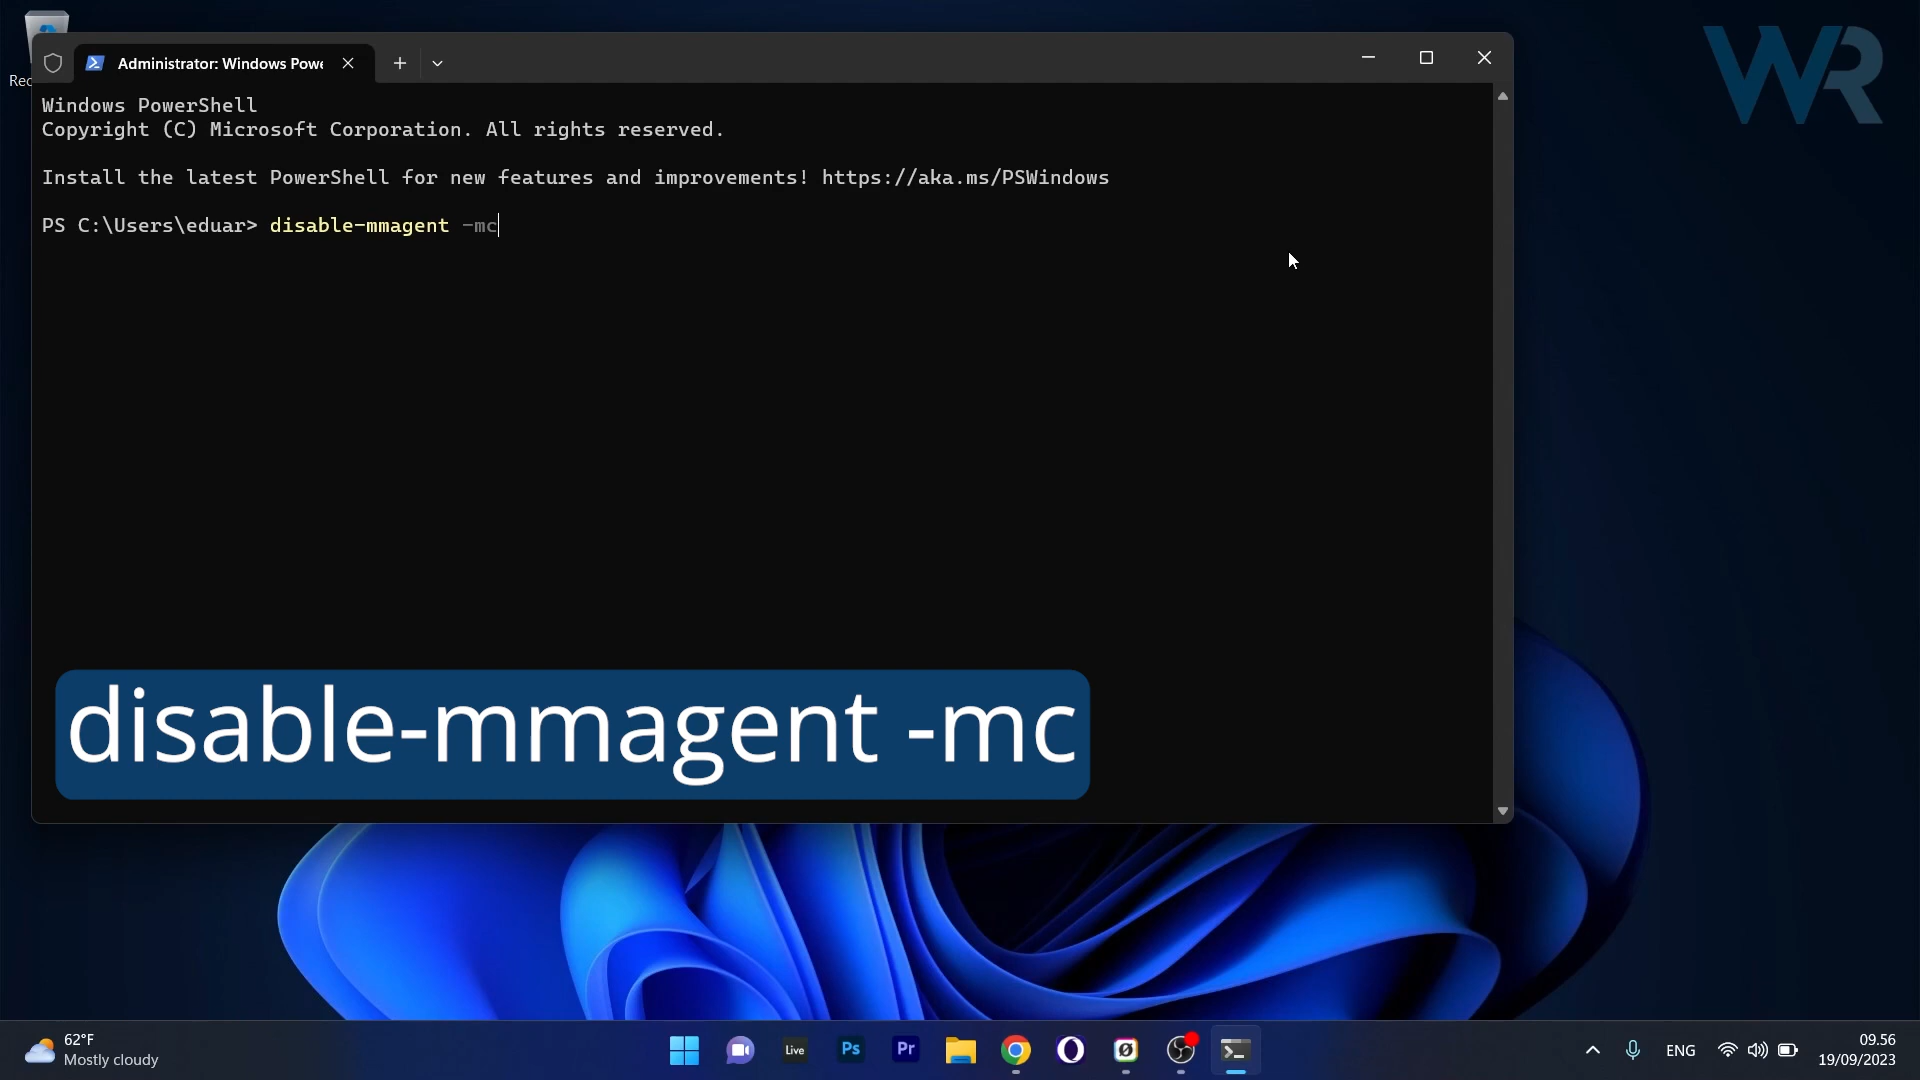 Rec
Administrator: Windows Powe
Windows PowerShell
Copyright (C) Microsoft Corporation. All rights reserved.
Install the latest PowerShell for new features and improvements! https://aka.ms/PSWindows
PS C:\Users\eduar> disable-mmagent -mc
disable-mmagent -mc
WR
62°F
Mostly cloudy
Live
Ps
Pr
ENG
09.56
19/09/2023